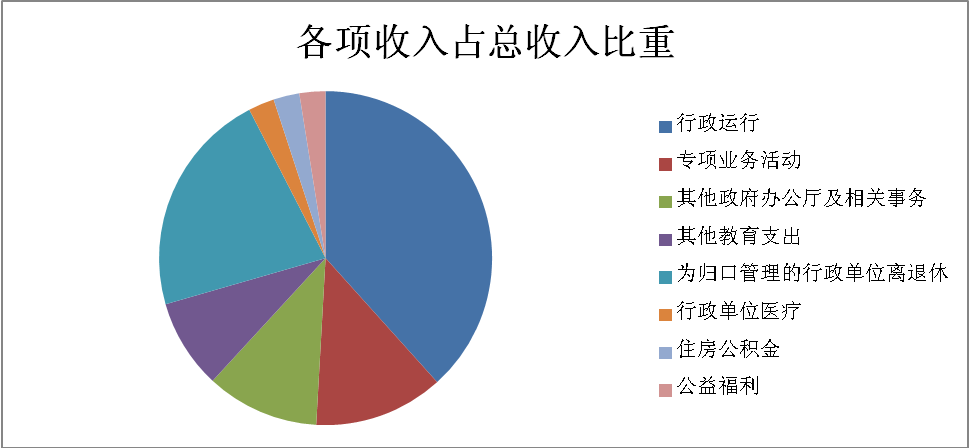 各项收入占总收入比重
行政运行
专项业务活动
其他政府办公厅及相关事务
其他教育支出
为归口管理的行政单位离退休
行政单位医疗
住房公积金
公益福利